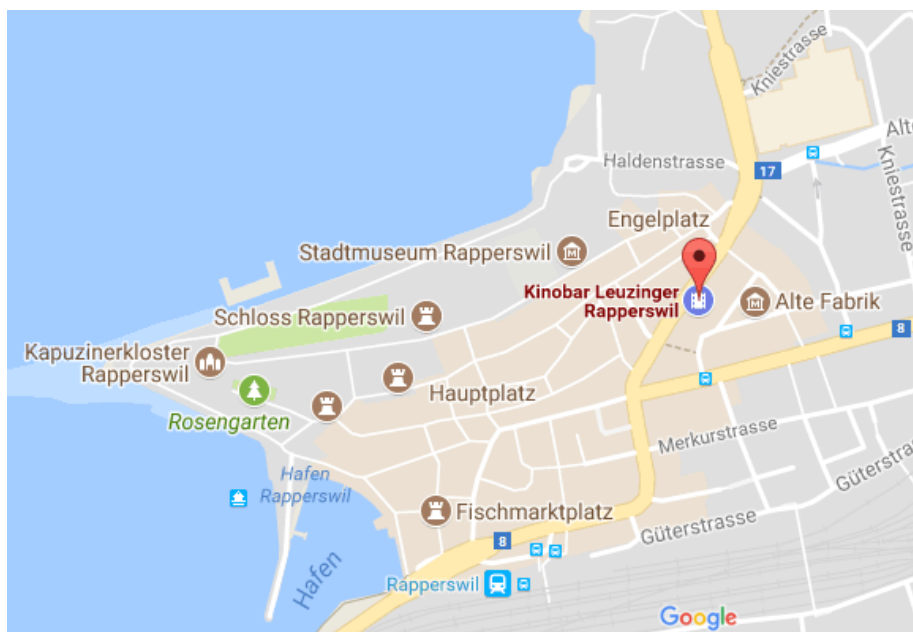 Kniestrasse
Alte
Haldenstrasse
17
Kniestrasse
Engelplatz
Stadtmuseum Rapperswil
M
Kinobar Leuzinger
Rapperswil
M
Alte Fabrik
Schloss Rapperswil
8
Kapuzinerkloster
Rapperswil
Hauptplatz
Rosengarten
Merkurstrasse
Hafen
Rapperswil
Güterstra
Fischmarktplatz
Güterstrasse
8
Hafen
Rapperswil
Google